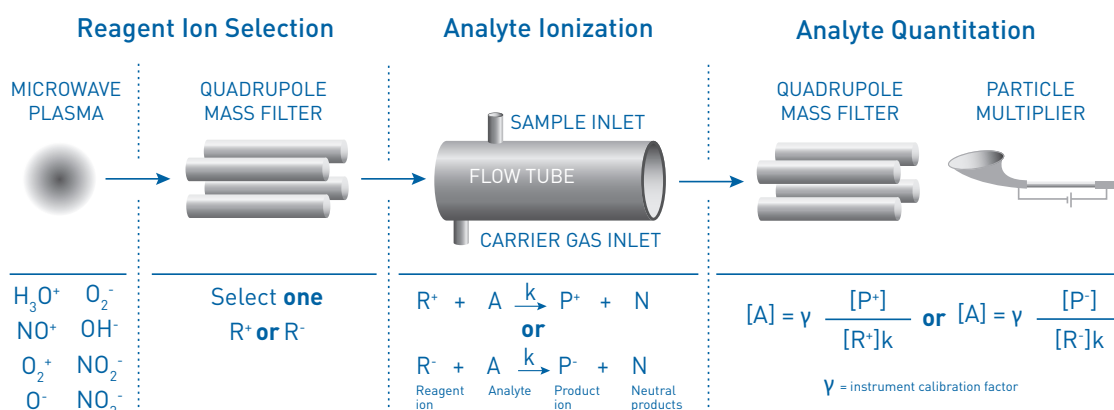 Reagent Ion Selection
Analyte Ionization
Analyte Quantitation
MICROWAVE
PLASMA
QUADRUPOLE
MASS FILTER
SAMPLE INLET
FLOW TUBE
CARRIER GAS INLET
QUADRUPOLE
MASS FILTER
PARTICLE
MULTIPLIER
H₃O⁺ O₂⁻
NO⁺ OH⁻
O₂⁺ NO₂⁻
O⁻ NO₃⁻
Select one
R⁺ or R⁻
R⁺ + A k→ P⁺ + N
or
R⁻ + A k→ P⁻ + N
Reagent ion
Analyte
Product ion
Neutral products
[A] = γ [P⁺] / [R⁺]k or [A] = γ [P⁻] / [R⁻]k
γ = instrument calibration factor